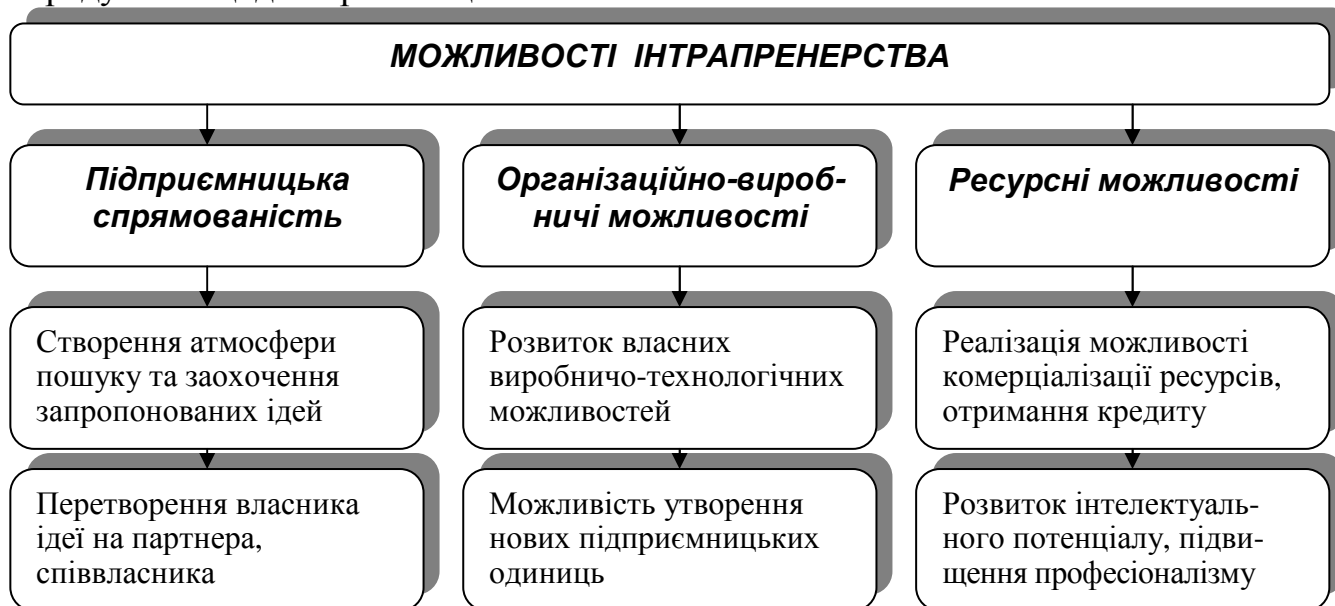 МОЖЛИВОСТІ ІНТРАПРЕНЕРСТВА
Підприємницька
спрямованість
Організаційно-вироб-
ничі можливості
Ресурсні можливості
Створення атмосфери
пошуку та заохочення
запропонованих ідей
Розвиток власних
виробничо-технологічних
можливостей
Реалізація можливості
комерціалізації ресурсів,
отримання кредиту
Перетворення власника
ідеї на партнера,
співвласника
Можливість утворення
нових підприємницьких
одиниць
Розвиток інтелектуаль-
ного потенціалу, підви-
щення професіоналізму